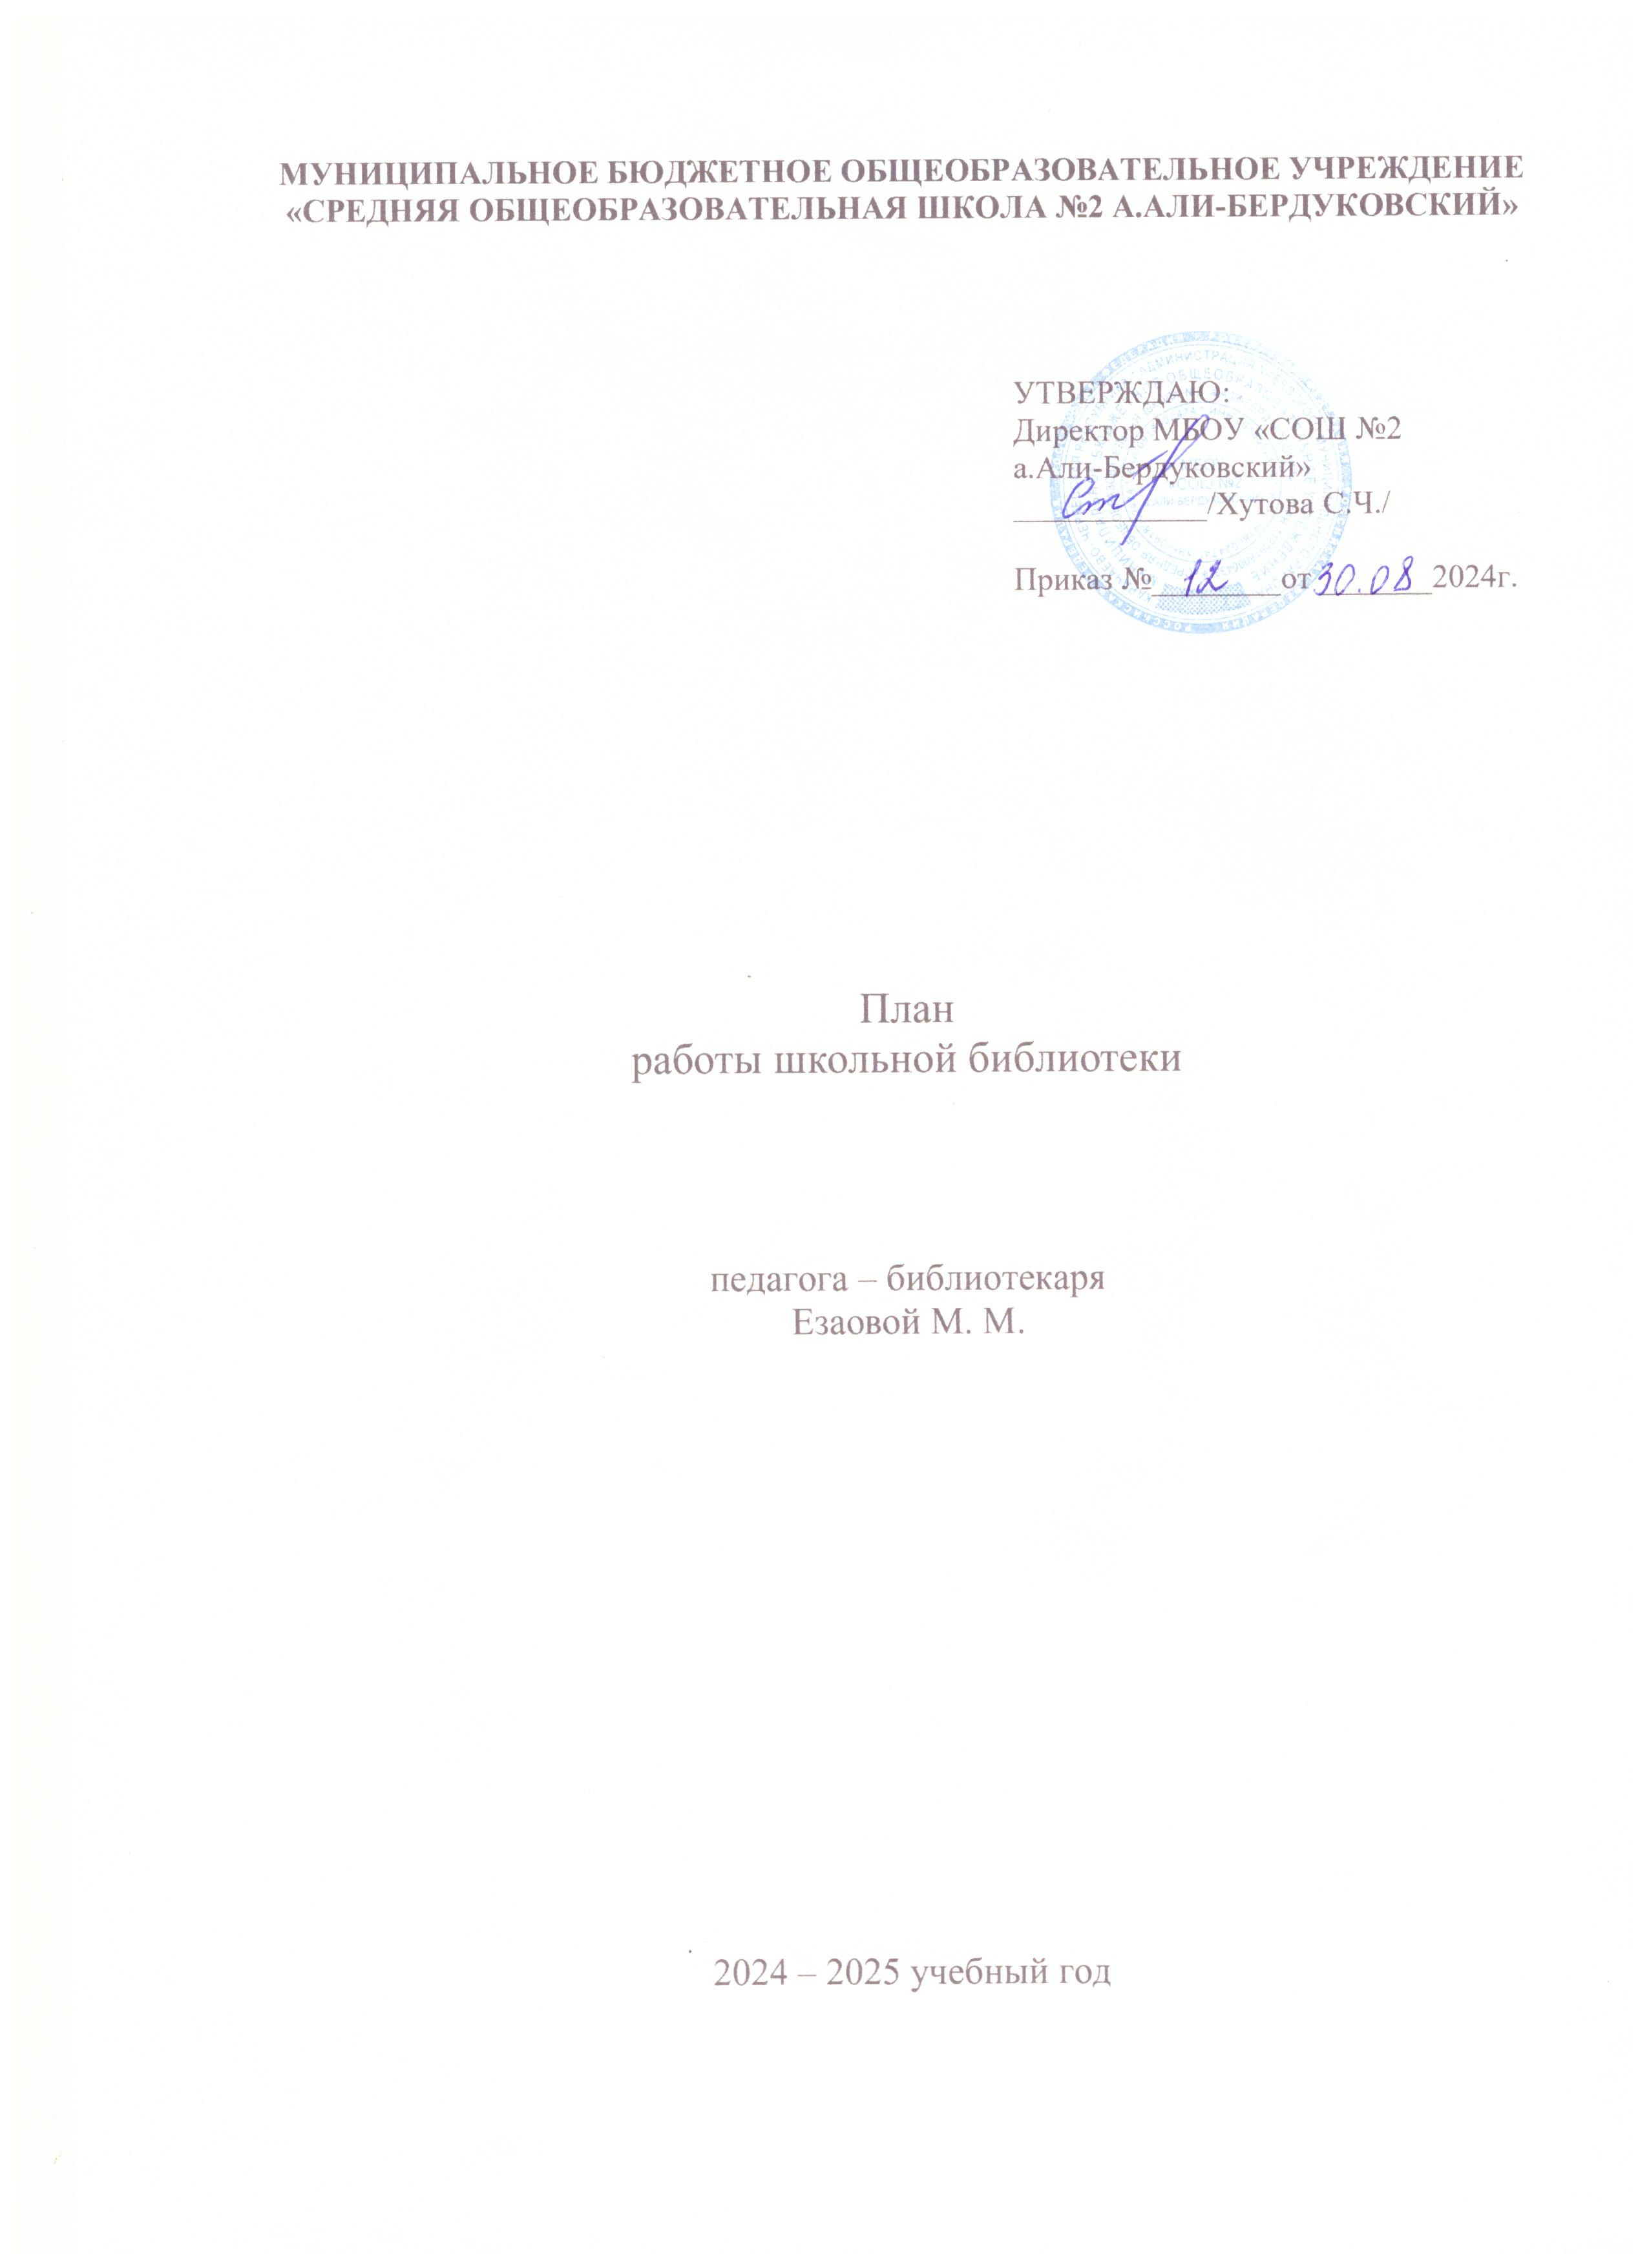 МУНИЦИПАЛЬНОЕ БЮДЖЕТНОЕ ОБЩЕОБРАЗОВАТЕЛЬНОЕ УЧРЕЖДЕНИЕ
«СРЕДНЯЯ ОБЩЕОБРАЗОВАТЕЛЬНАЯ ШКОЛА №2 А.АЛИ-БЕРДУКОВСКИЙ»
УТВЕРЖДАЮ:
Директор МБОУ «СОШ №2
а.Али-Бердуковский»
____________/Хутова С.Ч./
Приказ № 12 от 30.08 2024г.
План
работы школьной библиотеки
педагога – библиотекаря
Езаовой М. М.
2024 – 2025 учебный год